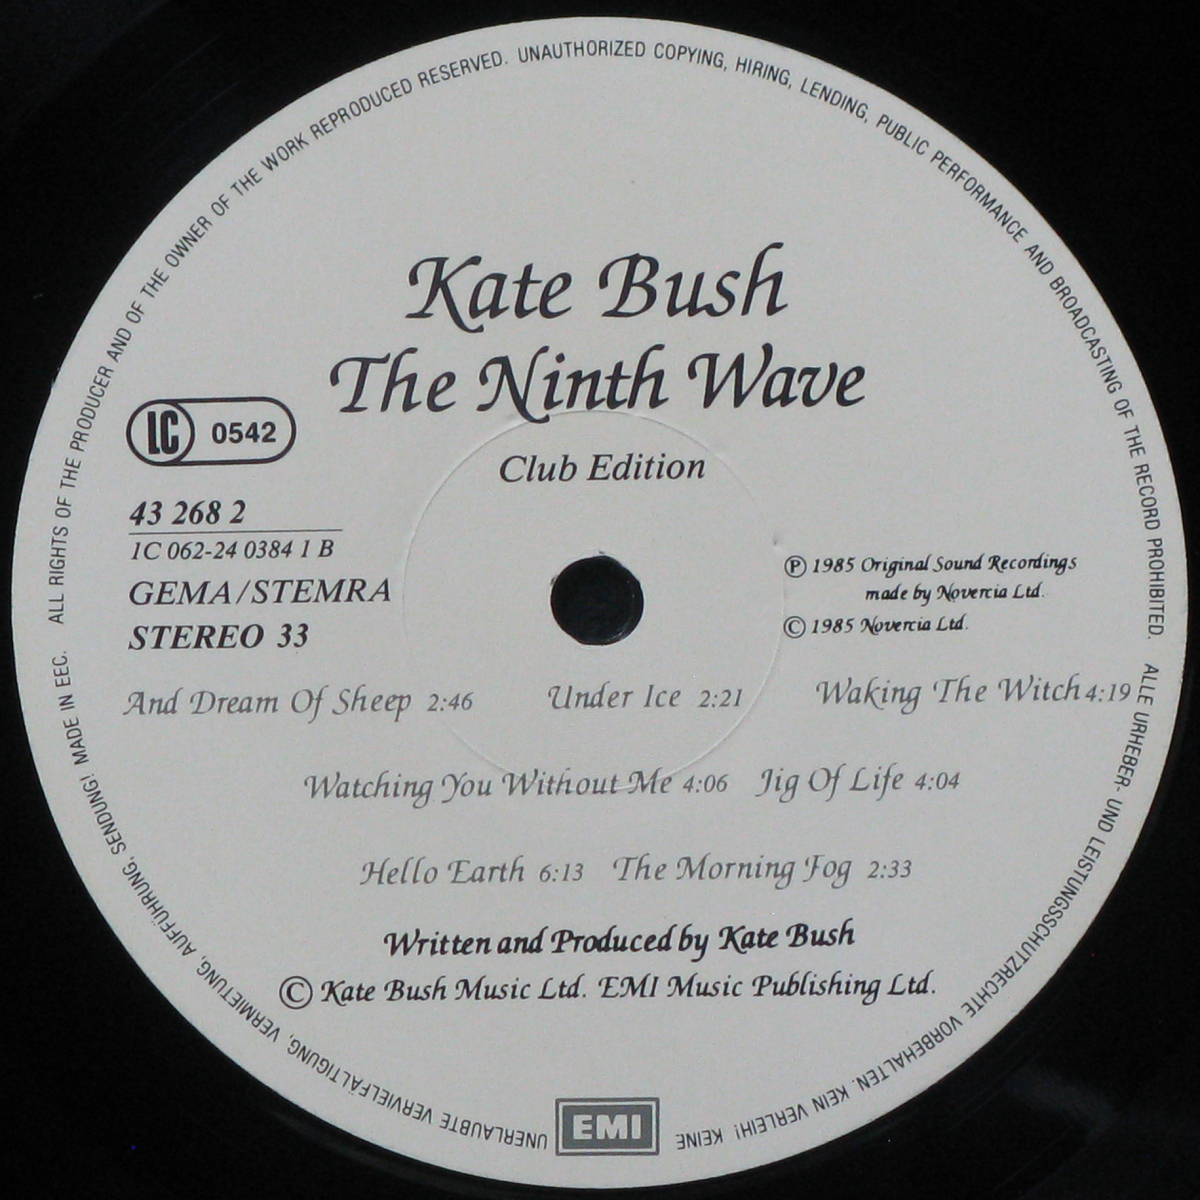 ALL RIGHTS OF THE PRODUCER AND OF THE OWNER OF THE WORK REPRODUCED RESERVED. UNAUTHORIZED COPYING, HIRING, LENDING, PUBLIC PERFORMANCE AND BROADCASTING OF THE RECORD PROHIBITED.
Kate Bush
The Ninth Wave
LC 0542
Club Edition
43 268 2
1C 062-24 0384 1 B
GEMA/STEMRA
STEREO 33
℗ 1985 Original Sound Recordings
made by Novercia Ltd.
© 1985 Novercia Ltd.
And Dream Of Sheep 2:46 Under Ice 2:21 Waking The Witch 4:19
Watching You Without Me 4:06 Jig Of Life 4:04
Hello Earth 6:13 The Morning Fog 2:33
Written and Produced by Kate Bush
© Kate Bush Music Ltd. EMI Music Publishing Ltd.
ALLE URHEBER- UND LEISTUNGSSCHUTZRECHTE VORBEHALTEN. KEIN VERLEIH! KEINE UNERLAUBTE VERVIELFÄLTIGUNG, VERMIETUNG, AUFFÜHRUNG, SENDUNG! MADE IN EEC.
EMI